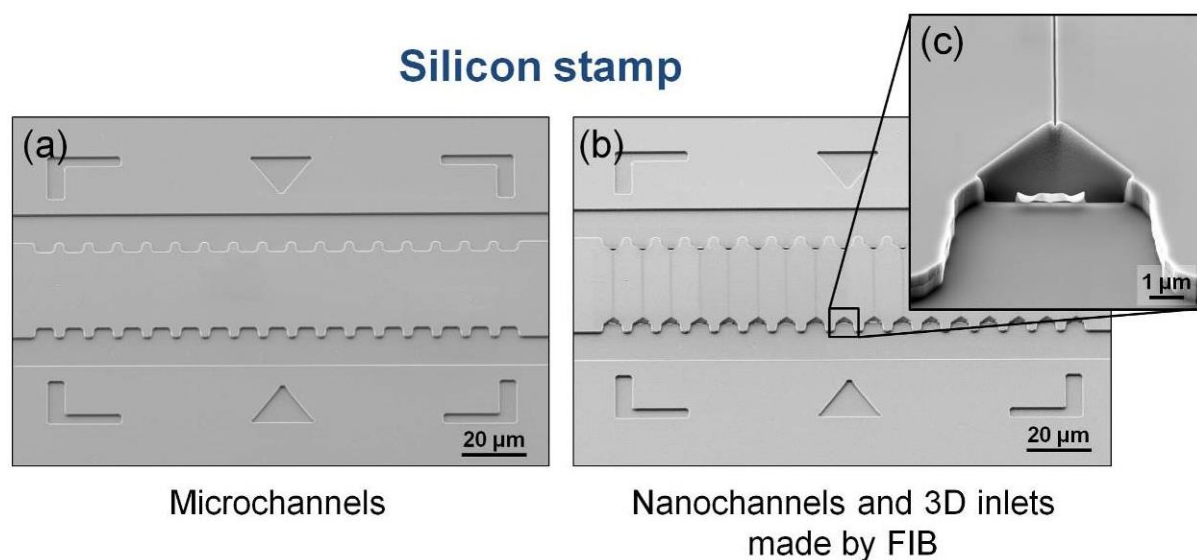 Silicon stamp
(a)
(b)
(c)
1 µm
20 µm
20 µm
Microchannels
Nanochannels and 3D inlets
made by FIB